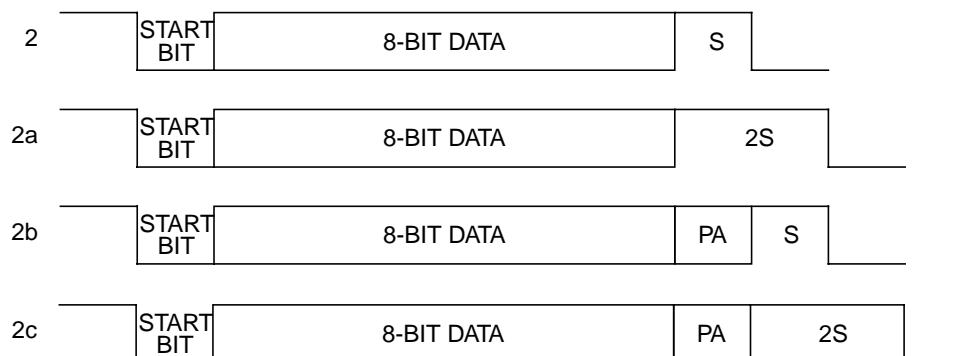 2 START BIT 8-BIT DATA S
2a START BIT 8-BIT DATA 2S
2b START BIT 8-BIT DATA PA S
2c START BIT 8-BIT DATA PA 2S